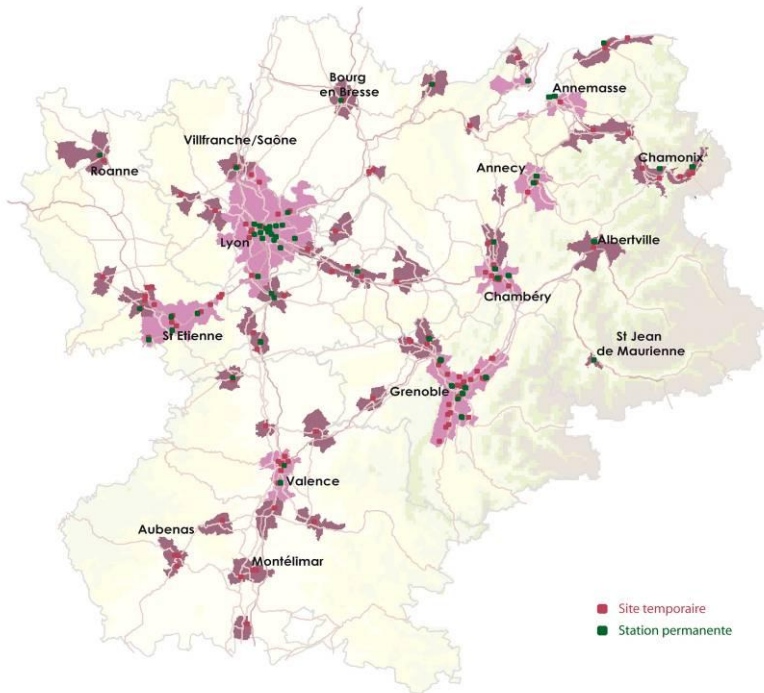 Bourg
en Bresse
Annemasse
Villfranche/Saône
Roanne
Annecy
Chamonix
Lyon
Albertville
Chambéry
St Etienne
St Jean
de Maurienne
Grenoble
Valence
Aubenas
Montélimar
Site temporaire
Station permanente